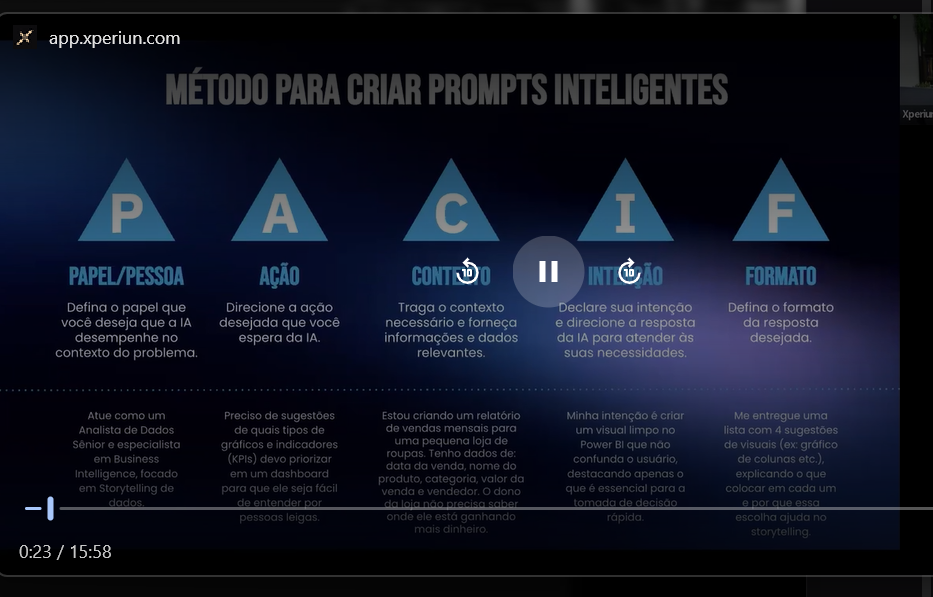 app.xperiun.com
MÉTODO PARA CRIAR PROMPTS INTELIGENTES
P
A
C
I
F
PAPEL/PESSOA
Defina o papel que
você deseja que a IA
desempenhe no
contexto do problema.
AÇÃO
Direcione a ação
desejada que você
espera da IA.
CONTEXTO
Traga o contexto
necessário e forneça
informações e dados
relevantes.
INTENÇÃO
Declare sua intenção
e direcione a resposta
da IA para atender às
suas necessidades.
FORMATO
Defina o formato
da resposta
desejada.
Atue como um
Analista de Dados
Sênior e especialista
em Business
Intelligence, focado
em Storytelling de
dados.
Preciso de sugestões
de quais tipos de
gráficos e indicadores
(KPIs) devo priorizar
em um dashboard
para que ele seja fácil
de entender por
pessoas leigas.
Estou criando um relatório
de vendas mensais para
uma pequena loja de
roupas. Tenho dados de:
data da venda, nome do
produto, categoria, valor da
venda e vendedor. O dono
da loja não precisa saber
onde ele está ganhando
mais dinheiro.
Minha intenção é criar
um visual limpo no
Power BI que não
confunda o usuário,
destacando apenas o
que é essencial para a
tomada de decisão
rápida.
Me entregue uma
lista com 4 sugestões
de visuais (ex: gráfico
de colunas etc.),
explicando o que
colocar em cada um
e por que essa
escolha ajuda no
storytelling.
10
10
0:23 / 15:58